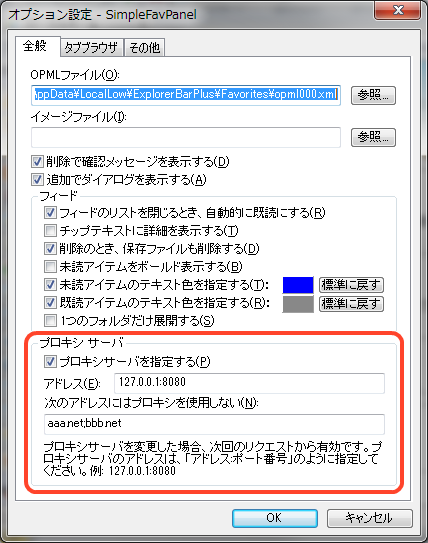 オプション設定 - SimpleFavPanel
全般 タブブラウザ その他
OPMLファイル(O):
AppData¥LocalLow¥ExplorerBarPlus¥Favorites¥opml000.xml 参照...
イメージファイル(I):
参照...
削除で確認メッセージを表示する(D)
追加でダイアログを表示する(A)
フィード
フィードのリストを閉じるとき、自動的に既読にする(R)
チップテキストに詳細を表示する(T)
削除のとき、保存ファイルも削除する(D)
未読アイテムをボールド表示する(B)
未読アイテムのテキスト色を指定する(T): 標準に戻す
既読アイテムのテキスト色を指定する(R): 標準に戻す
1つのフォルダだけ展開する(S)
プロキシ サーバ
プロキシサーバを指定する(P)
アドレス(E): 127.0.0.1:8080
次のアドレスにはプロキシを使用しない(N):
aaa.net;bbb.net
プロキシサーバを変更した場合、次回のリクエストから有効です。プ
ロキシサーバのアドレスは、「アドレス:ポート番号」のように指定して
ください。例: 127.0.0.1:8080
OK キャンセル